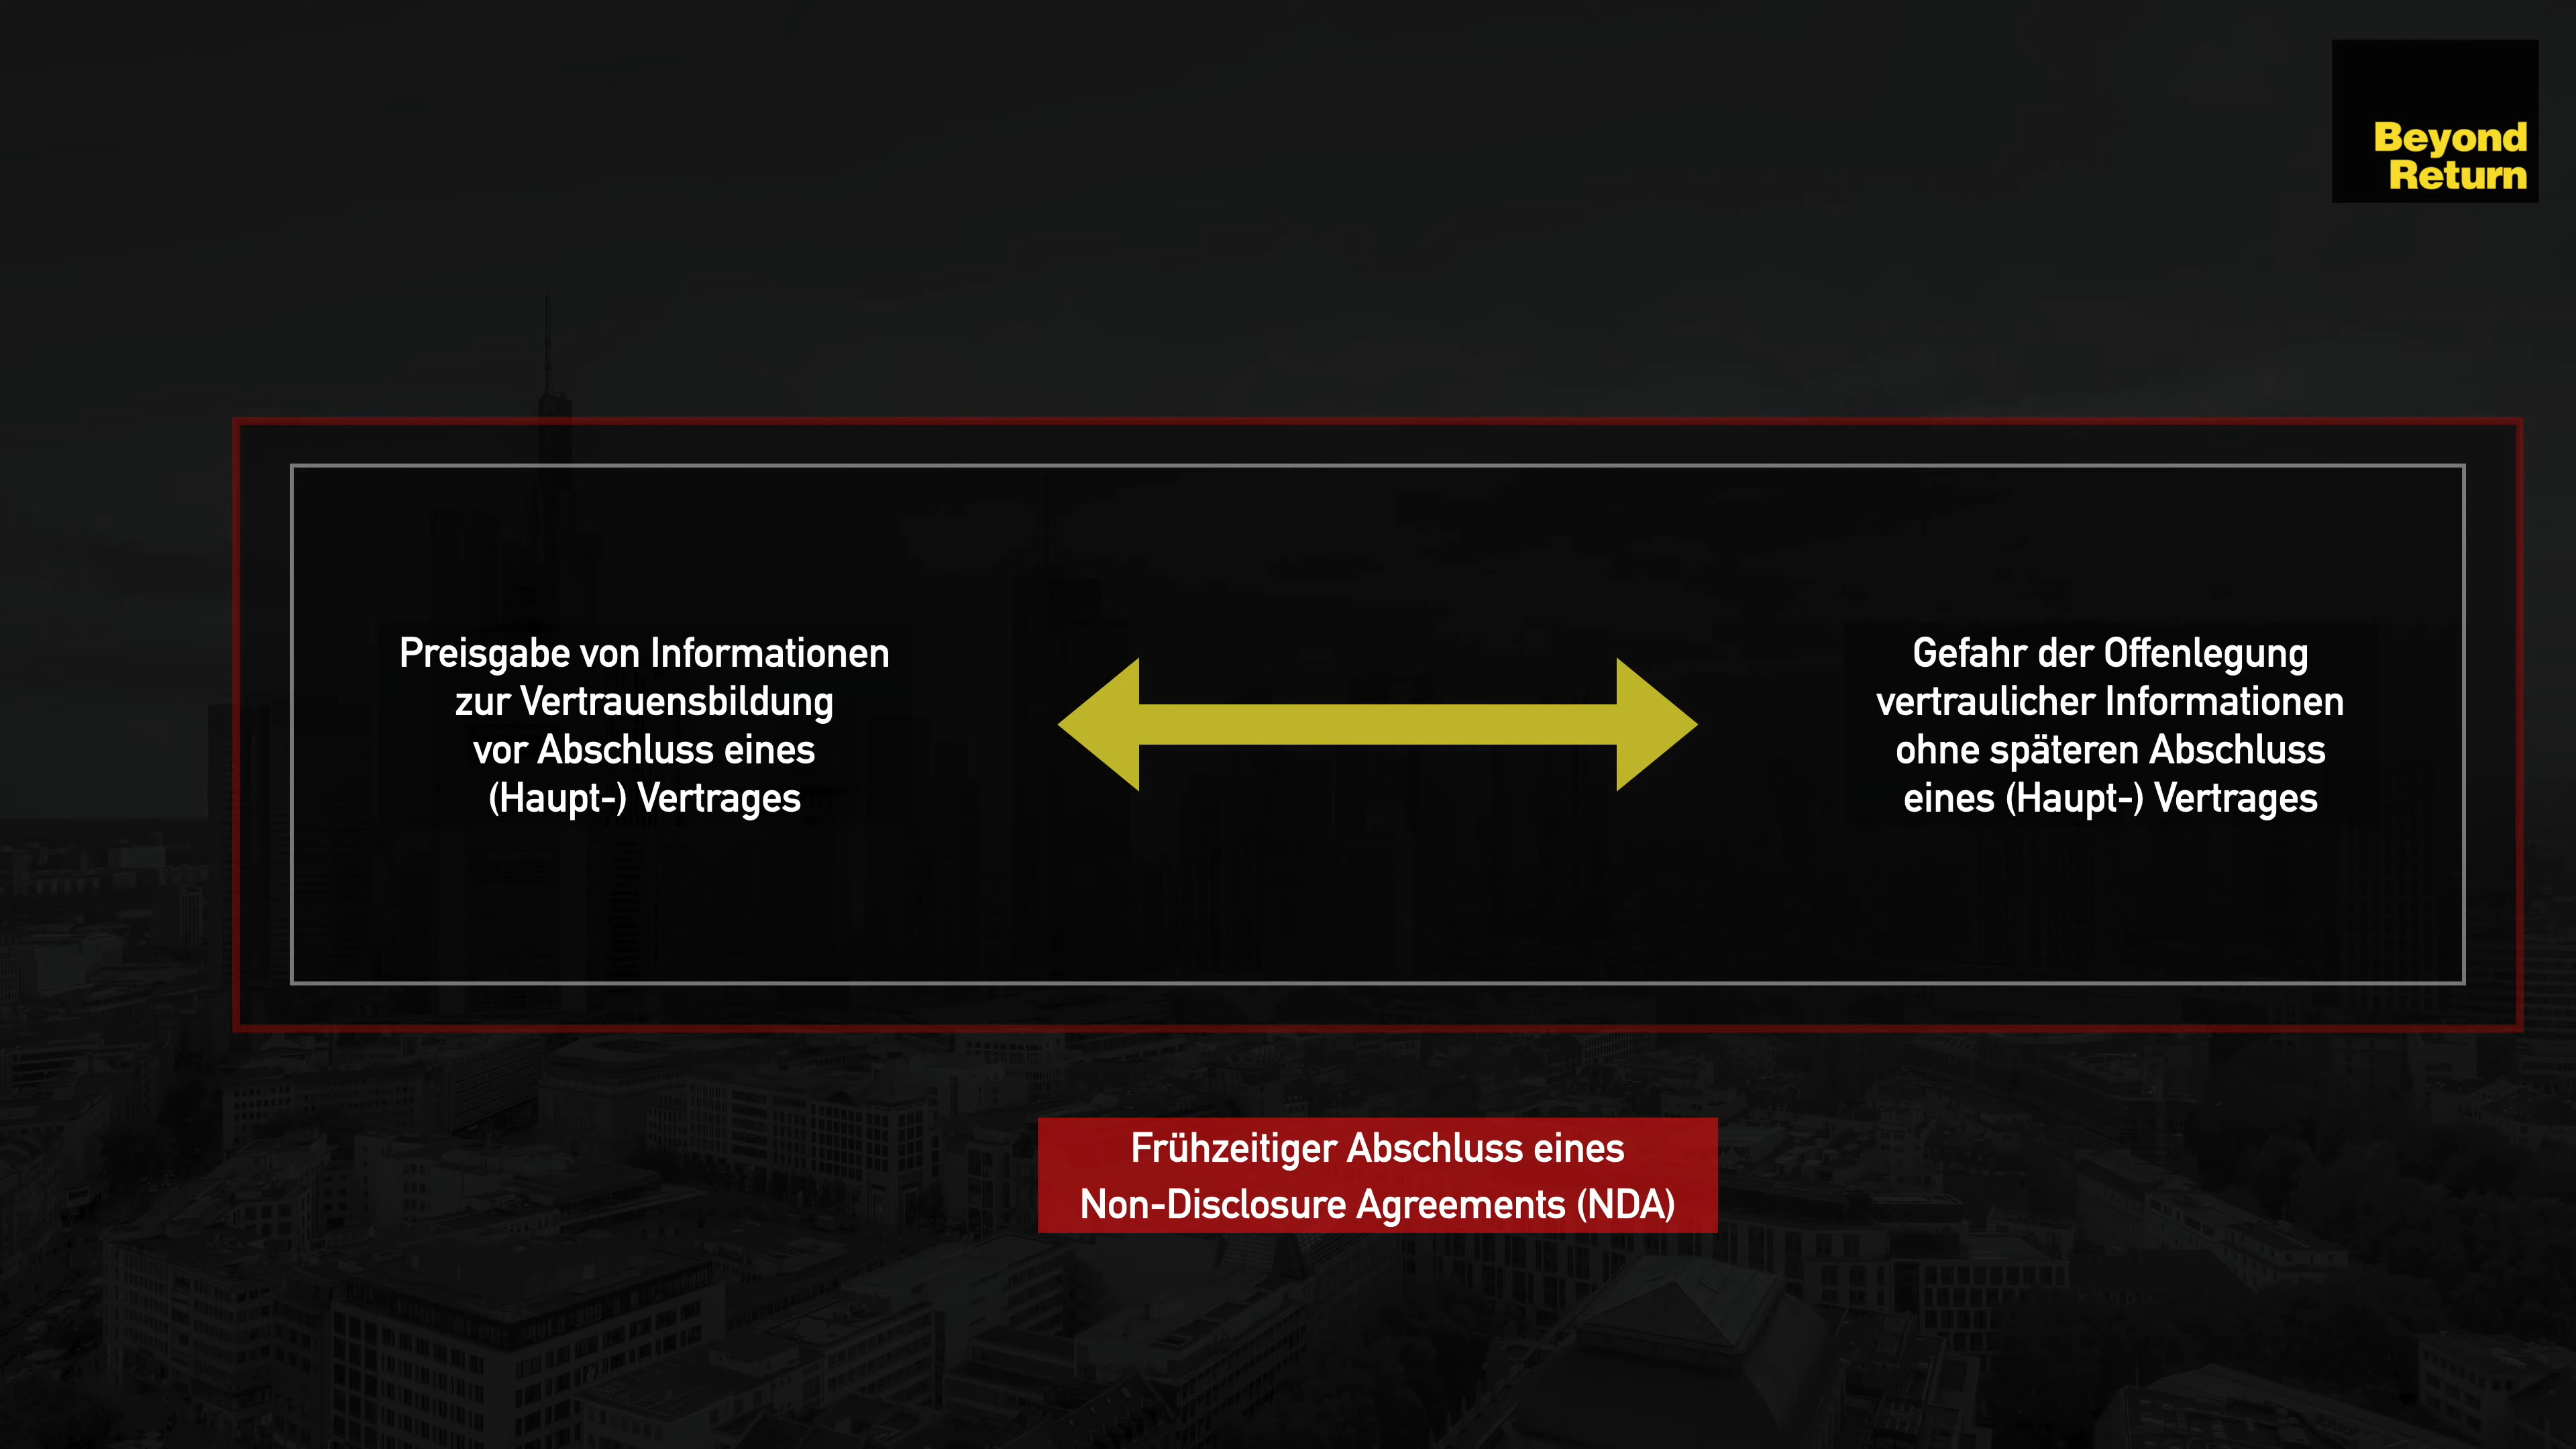 Beyond
Return
Preisgabe von Informationen
zur Vertrauensbildung
vor Abschluss eines
(Haupt-) Vertrages
Gefahr der Offenlegung
vertraulicher Informationen
ohne späteren Abschluss
eines (Haupt-) Vertrages
Frühzeitiger Abschluss eines
Non-Disclosure Agreements (NDA)